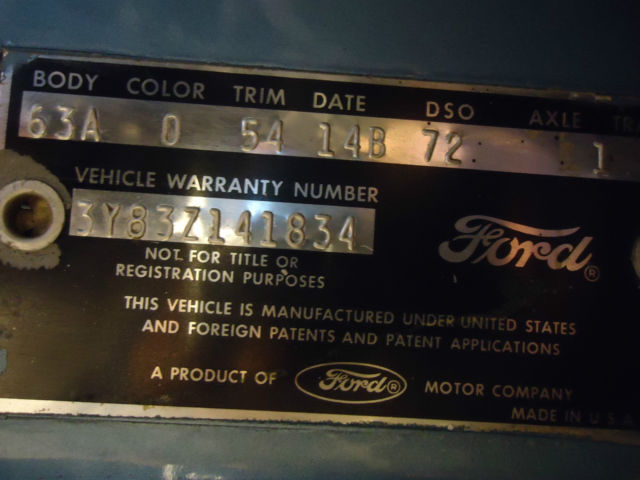 BODY COLOR TRIM DATE DSO AXLE TR
63A 0 54 14B 72 1
VEHICLE WARRANTY NUMBER
3Y83Z141834
Ford®
NOT FOR TITLE OR
REGISTRATION PURPOSES
THIS VEHICLE IS MANUFACTURED UNDER UNITED STATES
AND FOREIGN PATENTS AND PATENT APPLICATIONS
A PRODUCT OF Ford® MOTOR COMPANY
MADE IN U.S.A